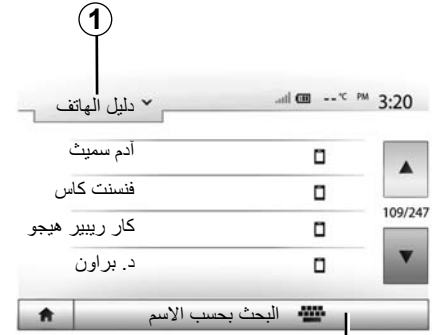 1
دليل الهاتف
--°C PM 3:20
آدم سميث
فنسنت كاس
109/247
كار ريبير هيجو
د. براون
البحث بحسب الاسم